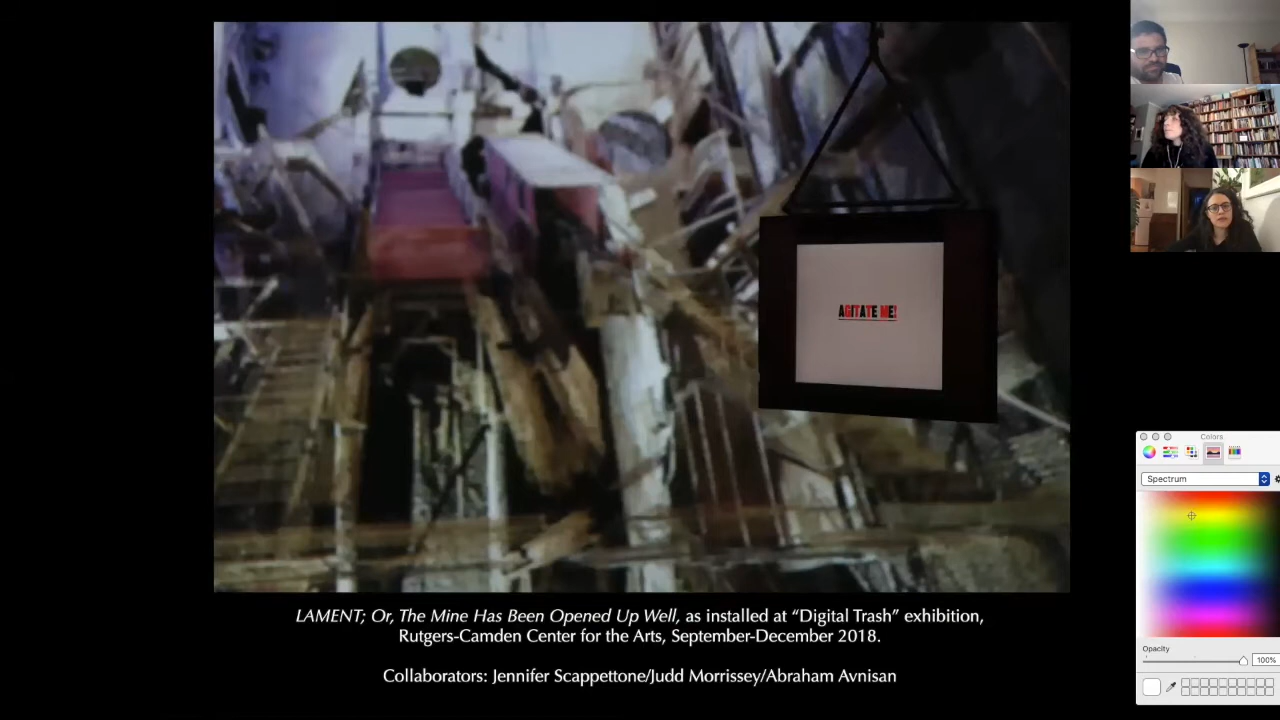 AGITATE ME!
LAMENT; Or, The Mine Has Been Opened Up Well, as installed at “Digital Trash” exhibition,
Rutgers-Camden Center for the Arts, September-December 2018.
Collaborators: Jennifer Scappettone/Judd Morrissey/Abraham Avnisan
Colors
Spectrum
Opacity
100%